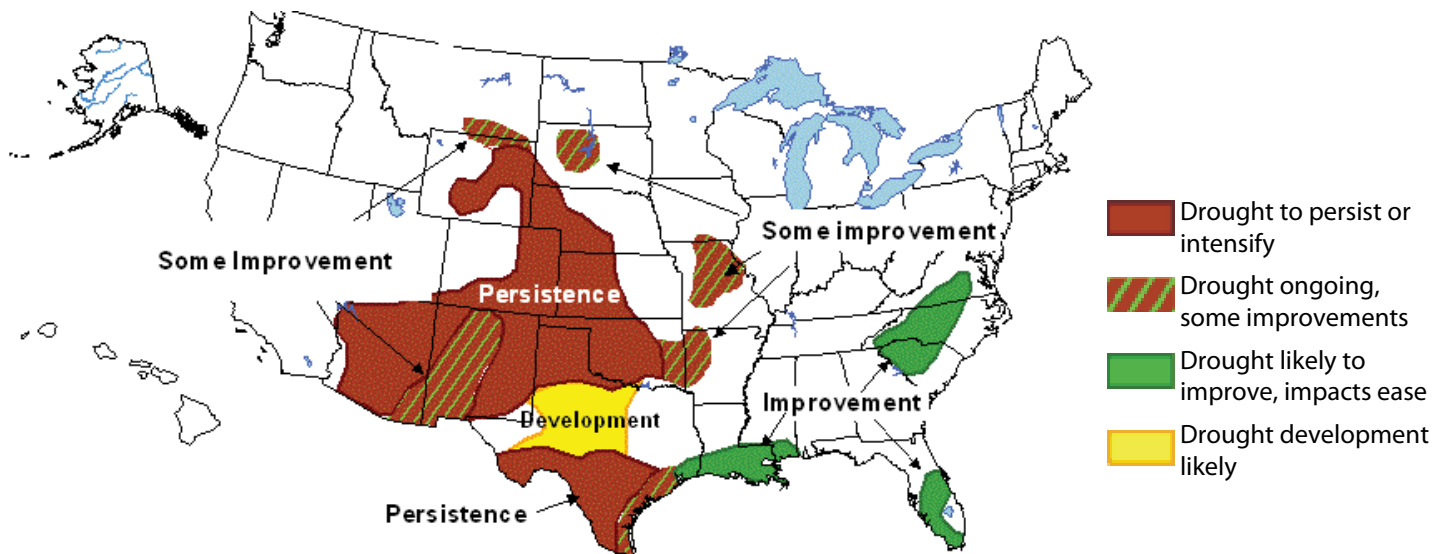 Some Improvement
Persistence
Some improvement
Development
Improvement
Persistence
Drought to persist or
intensify
Drought ongoing,
some improvements
Drought likely to
improve, impacts ease
Drought development
likely